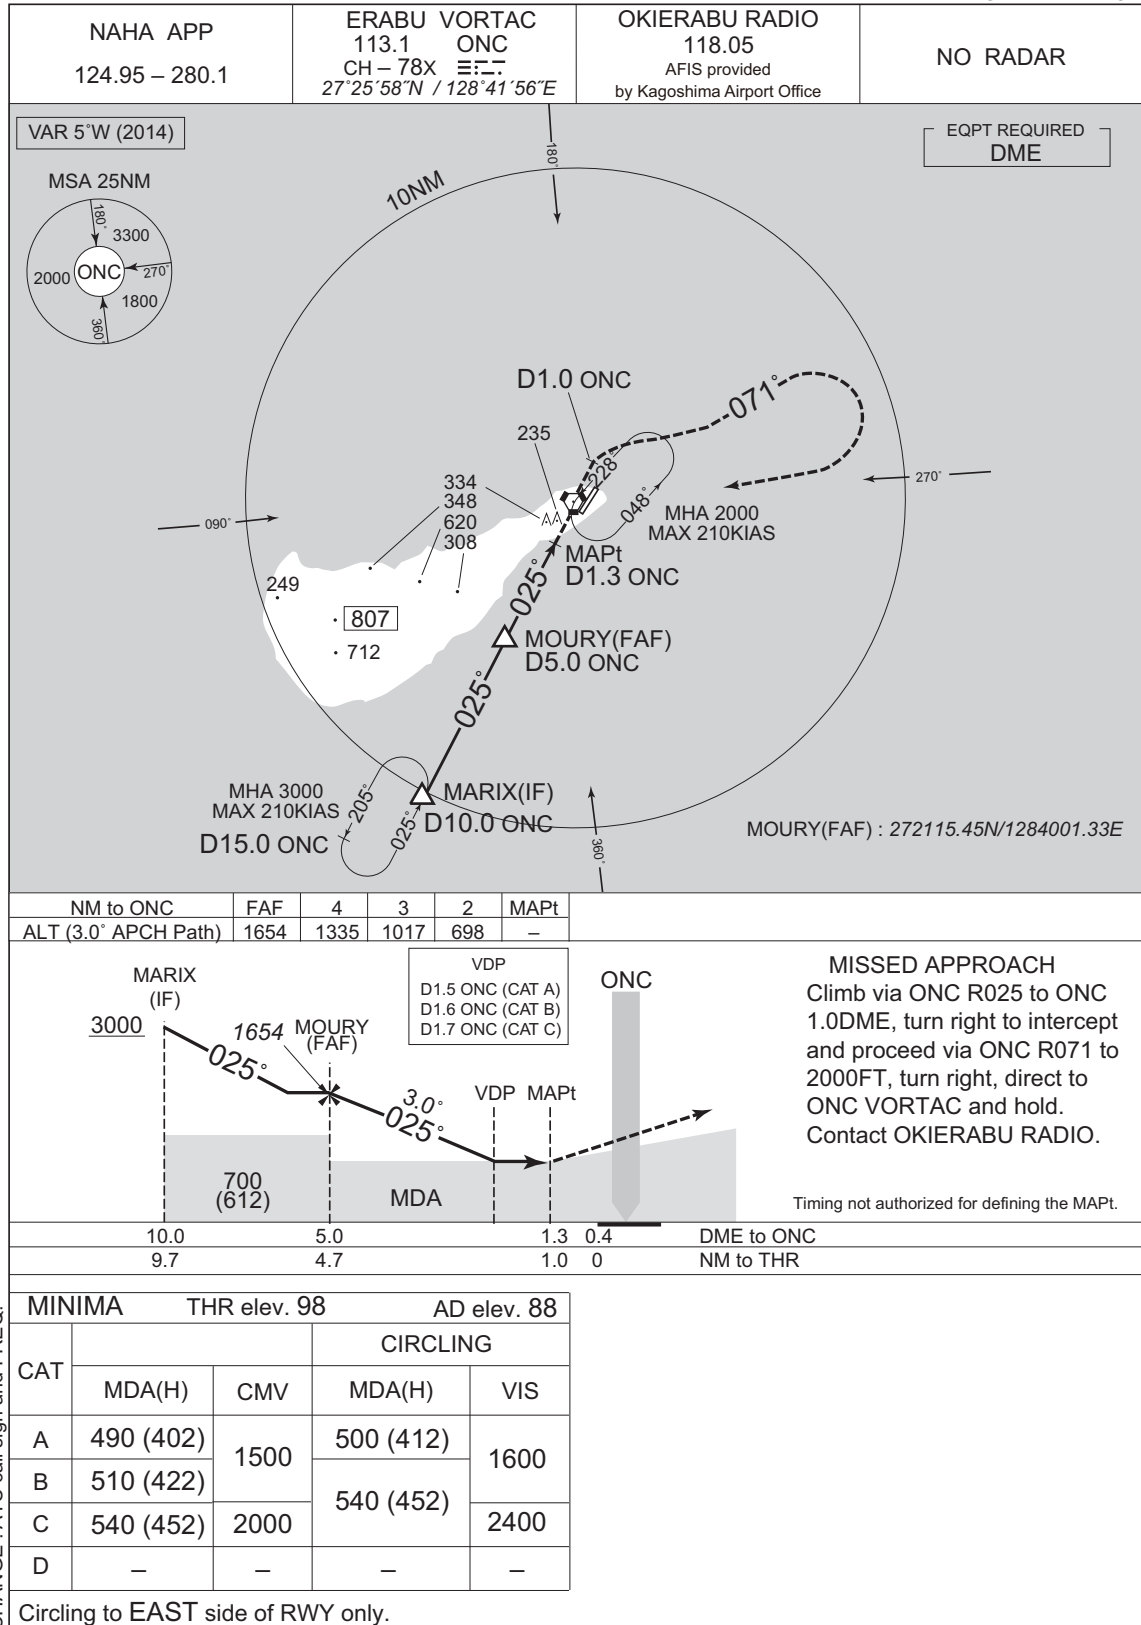 NAHA APP
124.95 – 280.1
ERABU VORTAC
113.1 ONC
CH – 78X
27°25´58˝N / 128°41´56˝E
OKIERABU RADIO
118.05
AFIS provided
by Kagoshima Airport Office
NO RADAR
VAR 5°W (2014)
EQPT REQUIRED
DME
MSA 25NM
180°
3300
ONC
270°
2000
1800
360°
10NM
180°
D1.0 ONC
071°
235
228°
334
348
620
308
048°
MHA 2000
MAX 210KIAS
270°
090°
MAPt
D1.3 ONC
025°
249
807
712
MOURY(FAF)
D5.0 ONC
025°
MHA 3000
MAX 210KIAS
205°
025°
D15.0 ONC
MARIX(IF)
D10.0 ONC
360°
MOURY(FAF) : 272115.45N/1284001.33E
NM to ONC FAF 4 3 2 MAPt
ALT (3.0° APCH Path) 1654 1335 1017 698 –
MARIX
(IF)
3000
025°
1654
MOURY
(FAF)
3.0°
025°
VDP
D1.5 ONC (CAT A)
D1.6 ONC (CAT B)
D1.7 ONC (CAT C)
VDP MAPt
ONC
700
(612)
MDA
MISSED APPROACH
Climb via ONC R025 to ONC
1.0DME, turn right to intercept
and proceed via ONC R071 to
2000FT, turn right, direct to
ONC VORTAC and hold.
Contact OKIERABU RADIO.
Timing not authorized for defining the MAPt.
10.0 5.0 1.3 0.4 DME to ONC
9.7 4.7 1.0 0 NM to THR
MINIMA THR elev. 98 AD elev. 88
CAT CIRCLING
MDA(H) CMV MDA(H) VIS
A 490 (402) 1500 500 (412) 1600
B 510 (422) 540 (452)
C 540 (452) 2000 2400
D – – – –
Circling to EAST side of RWY only.